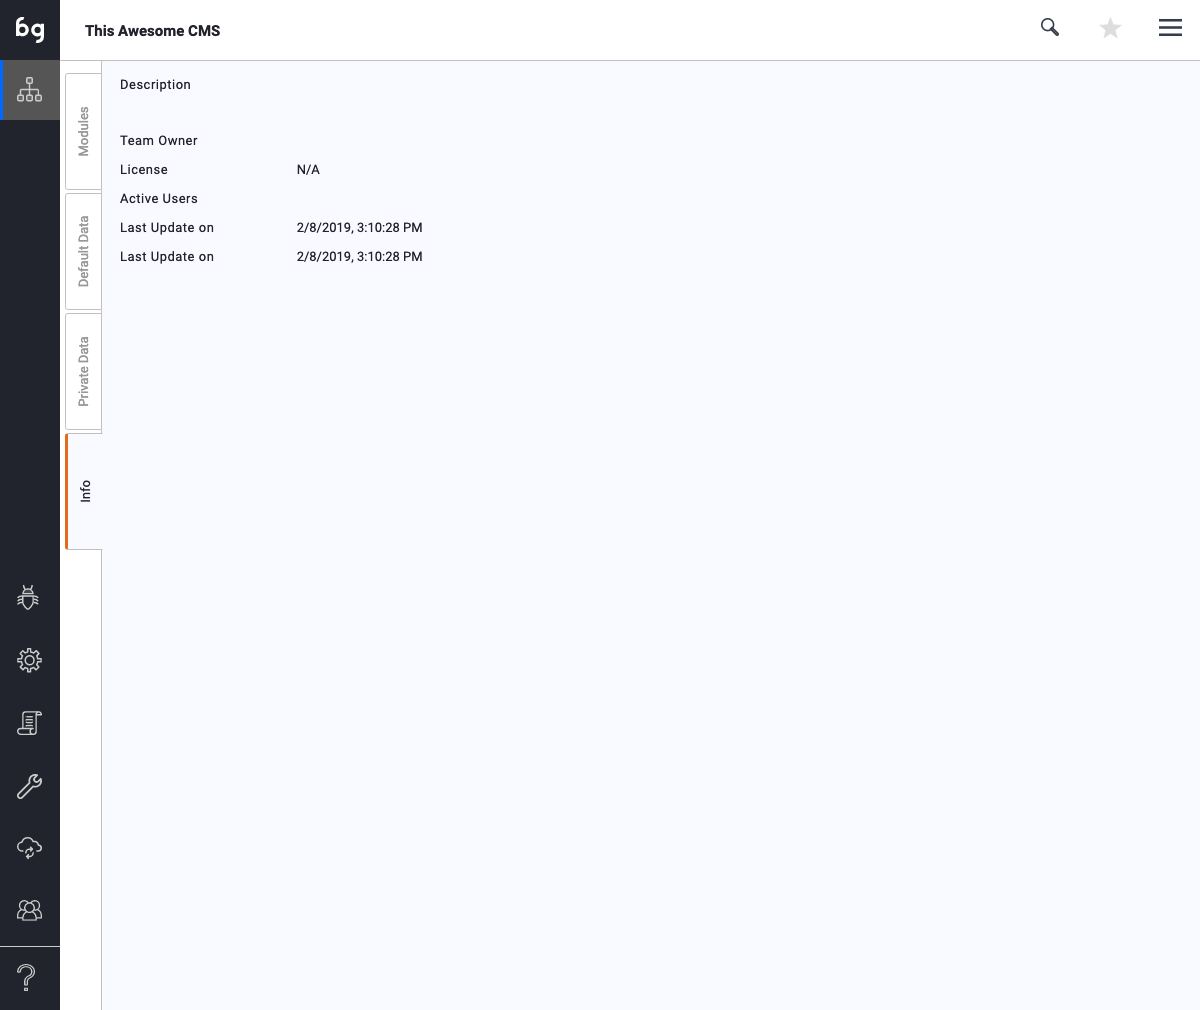 bg
This Awesome CMS
Modules
Default Data
Private Data
Info
Description
Team Owner
License N/A
Active Users
Last Update on 2/8/2019, 3:10:28 PM
Last Update on 2/8/2019, 3:10:28 PM